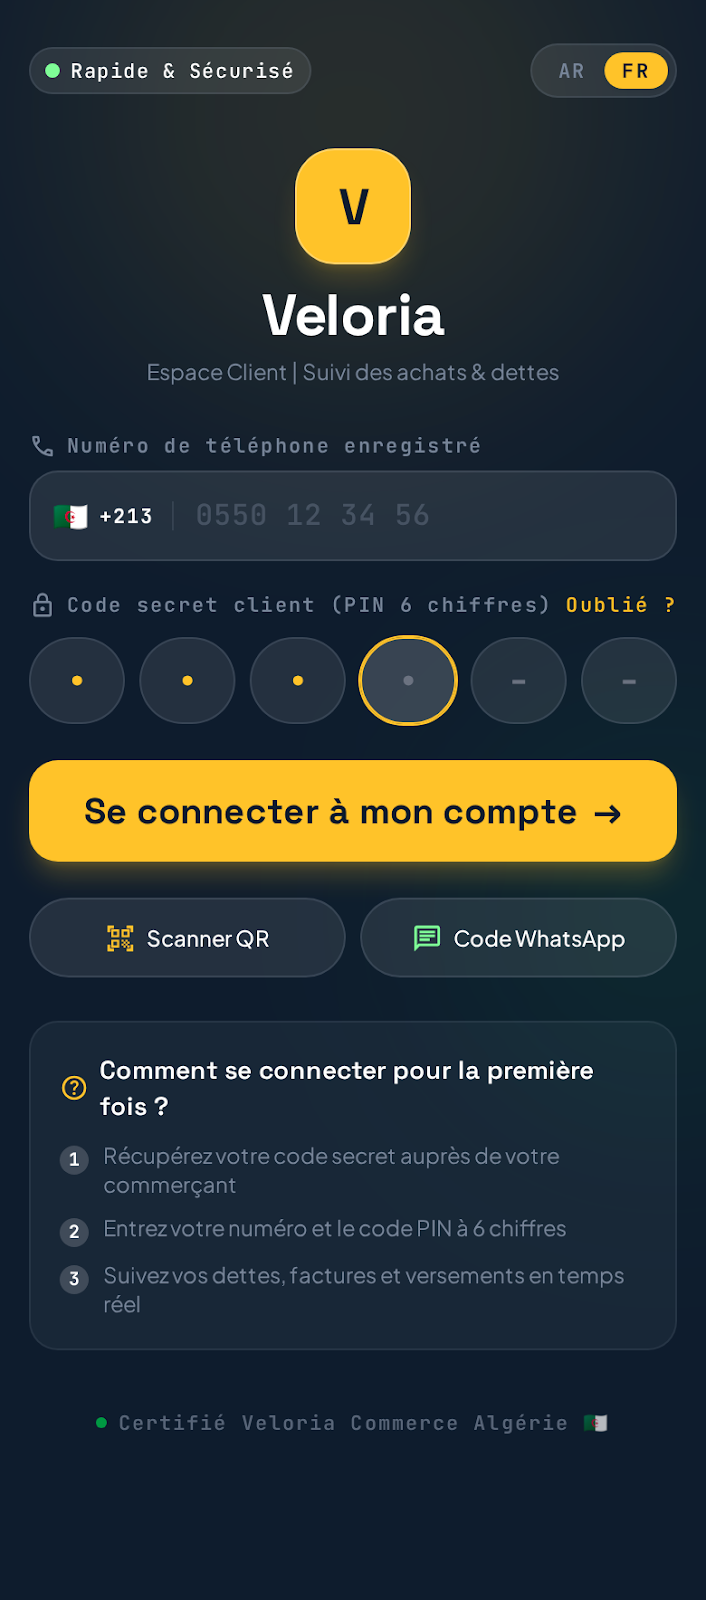 Rapide & Sécurisé
AR FR
V
Veloria
Espace Client | Suivi des achats & dettes
Numéro de téléphone enregistré
+213 0550 12 34 56
Code secret client (PIN 6 chiffres) Oublié ?
Se connecter à mon compte →
Scanner QR
Code WhatsApp
Comment se connecter pour la première
fois ?
1 Récupérez votre code secret auprès de votre
commerçant
2 Entrez votre numéro et le code PIN à 6 chiffres
3 Suivez vos dettes, factures et versements en temps
réel
Certifié Veloria Commerce Algérie 🇩🇿